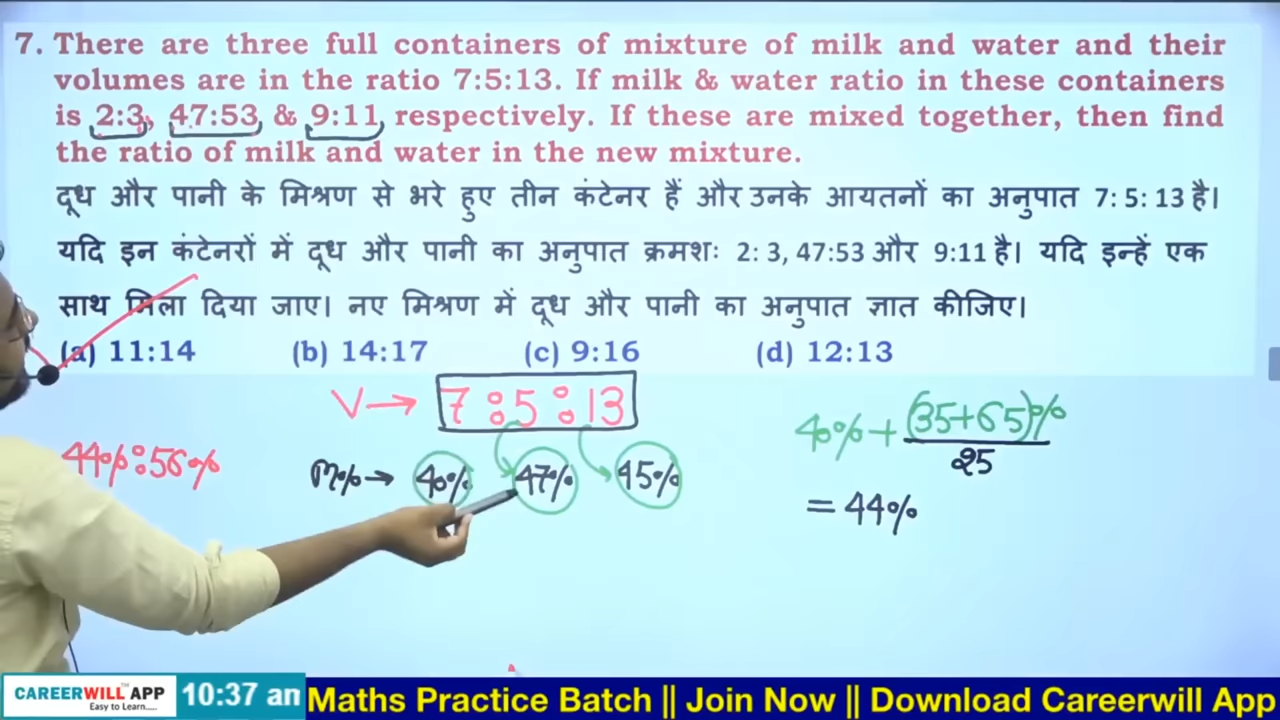 7. There are three full containers of mixture of milk and water and their
volumes are in the ratio 7:5:13. If milk & water ratio in these containers
is 2:3, 47:53 & 9:11 respectively. If these are mixed together, then find
the ratio of milk and water in the new mixture.
दूध और पानी के मिश्रण से भरे हुए तीन कंटेनर हैं और उनके आयतनों का अनुपात 7: 5: 13 है।
यदि इन कंटेनरों में दूध और पानी का अनुपात क्रमशः 2: 3, 47:53 और 9:11 है। यदि इन्हें एक
साथ मिला दिया जाए। नए मिश्रण में दूध और पानी का अनुपात ज्ञात कीजिए।
(a) 11:14 (b) 14:17 (c) 9:16 (d) 12:13
V→ 7:5:13
40% + (35+65)%
25
44%:56%
M%→ 40% 47% 45%
= 44%
CAREERWILL APP
Easy to Learn.....
10:37 am
Maths Practice Batch || Join Now || Download Careerwill App